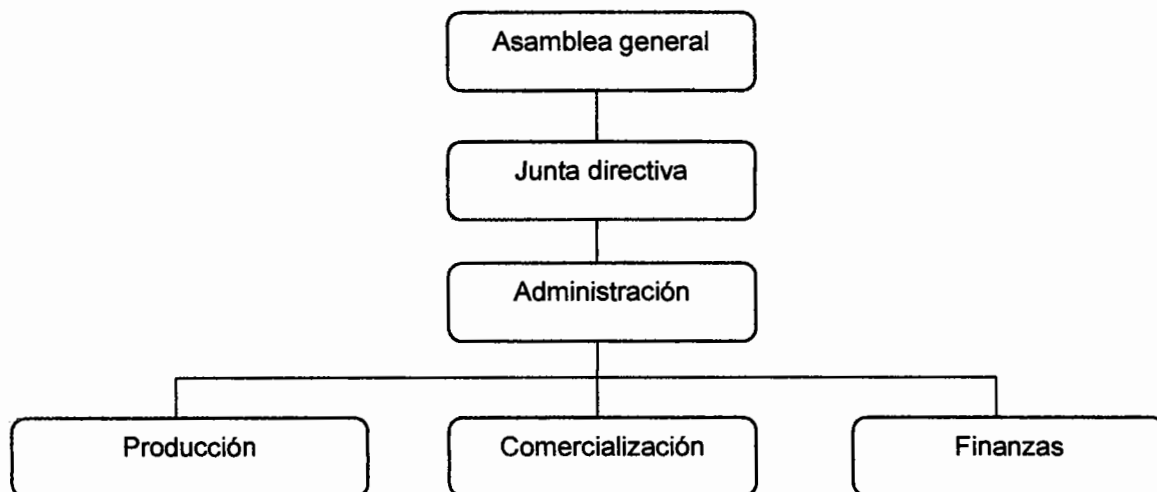 Asamblea general
Junta directiva
Administración
Producción
Comercialización
Finanzas